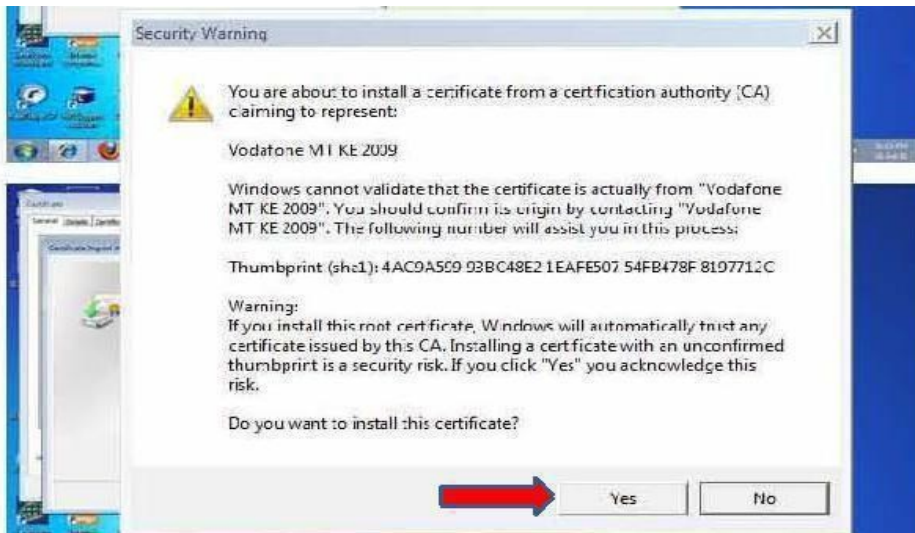 Security Warning
You are about to install a certificate from a certification authority (CA)
claiming to represent:
Vodafone MT KE 2009
Windows cannot validate that the certificate is actually from "Vodafone
MT KE 2009". You should confirm its origin by contacting "Vodafone
MT KE 2009". The following number will assist you in this process:
Thumbprint (sha1): 4AC9A599 93BC48E2 1EAFE507 54FB478F 8197712C
Warning:
If you install this root certificate, Windows will automatically trust any
certificate issued by this CA. Installing a certificate with an unconfirmed
thumbprint is a security risk. If you click "Yes" you acknowledge this
risk.
Do you want to install this certificate?
Yes
No
Certificate
General Details